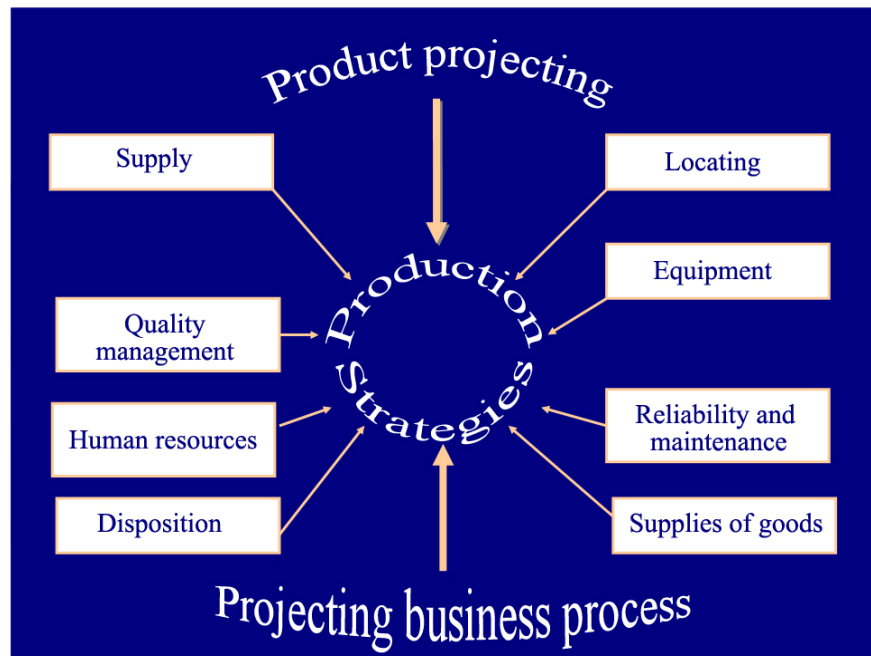 Product projecting
Supply
Locating
Equipment
Production
Quality
management
Strategies
Human resources
Reliability and
maintenance
Disposition
Supplies of goods
Projecting business process